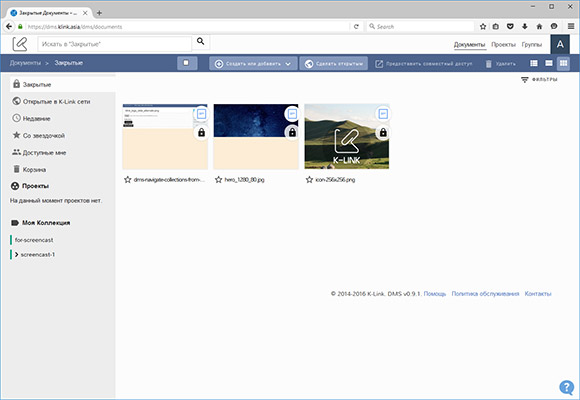 Закрытые Документы - ...
https://dms.klink.asia/dms/documents
Search
Искать в "Закрытые"
Документы Проекты Группы A
Документы > Закрытые
Создать или добавить
Сделать открытым
Предоставить совместный доступ
Удалить
ФИЛЬТРЫ
Закрытые
Открытые в K-Link сети
Недавние
Со звездочкой
Доступные мне
Корзина
Проекты
На данный момент проектов нет.
Моя Коллекция
for-screencast
screencast-1
K-LINK
dms-navigate-collections-from-...
hero_1280_80.jpg
icon-256x256.png
© 2014-2016 K-Link. DMS v0.9.1. Помощь Политика обслуживания Контакты
?